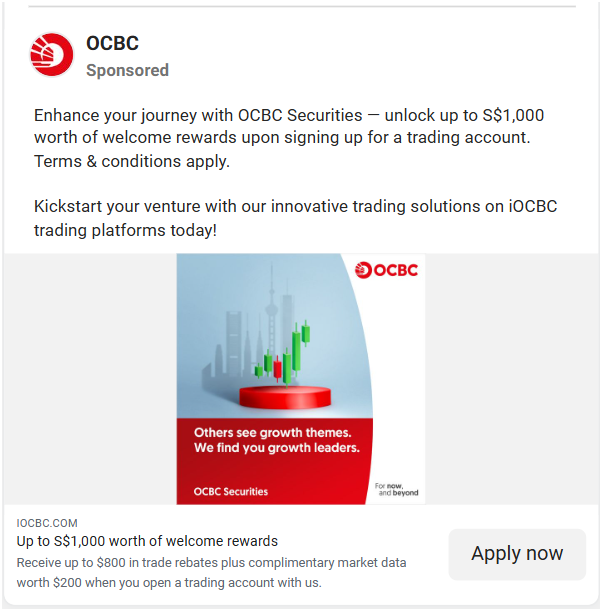 OCBC
Sponsored
Enhance your journey with OCBC Securities — unlock up to S$1,000
worth of welcome rewards upon signing up for a trading account.
Terms & conditions apply.
Kickstart your venture with our innovative trading solutions on iOCBC
trading platforms today!
OCBC
Others see growth themes.
We find you growth leaders.
OCBC Securities
For now,
and beyond
IOCBC.COM
Up to S$1,000 worth of welcome rewards
Receive up to $800 in trade rebates plus complimentary market data
worth $200 when you open a trading account with us.
Apply now